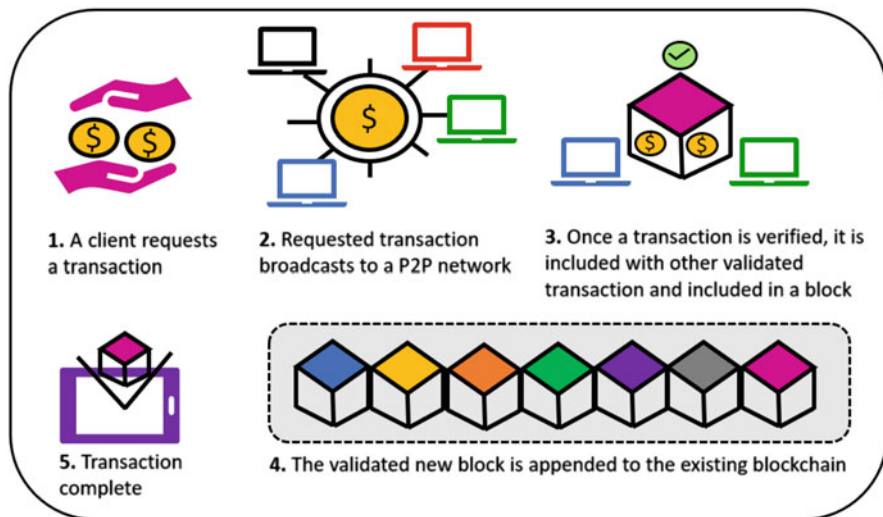 $ $
$
$ $
1. A client requests
a transaction
2. Requested transaction
broadcasts to a P2P network
3. Once a transaction is verified, it is
included with other validated
transaction and included in a block
4. The validated new block is appended to the existing blockchain
5. Transaction
complete